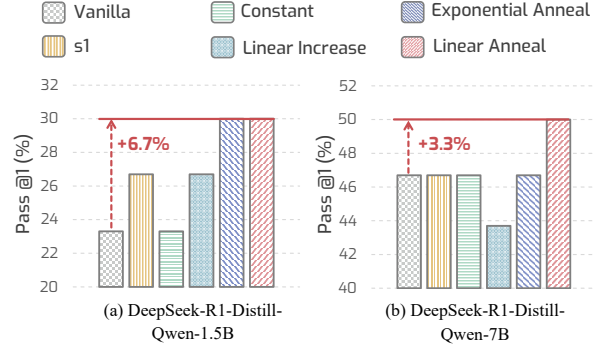 Vanilla
Constant
Exponential Anneal
s1
Linear Increase
Linear Anneal
Pass @1 (%)
32
30
28
26
24
22
20
+6.7%
(a) DeepSeek-R1-Distill-
Qwen-1.5B
Pass @1 (%)
52
50
48
46
44
42
40
+3.3%
(b) DeepSeek-R1-Distill-
Qwen-7B